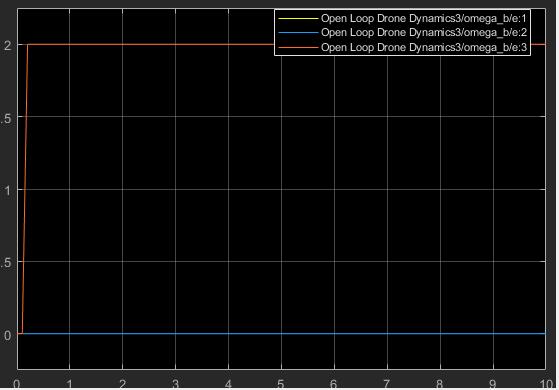 Open Loop Drone Dynamics3/omega_b/e:1
Open Loop Drone Dynamics3/omega_b/e:2
Open Loop Drone Dynamics3/omega_b/e:3
2
.5
1
.5
0
0 1 2 3 4 5 6 7 8 9 10